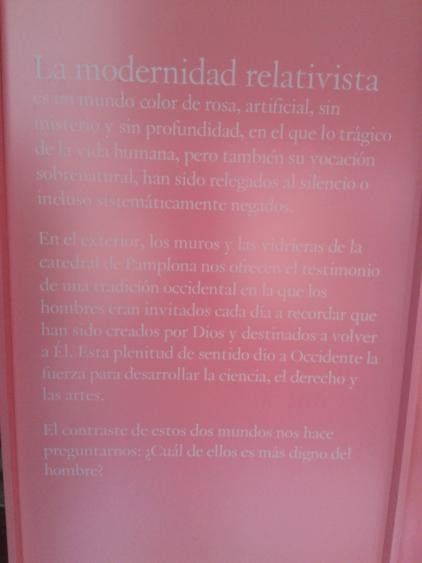 La modernidad relativista
es un mundo color de rosa, artificial, sin
misterio y sin profundidad, en el que lo trágico
de la vida humana, pero también su vocación
sobrenatural, han sido relegados al silencio o
incluso sistemáticamente negados.
En el exterior, los muros y las vidrieras de la
catedral de Pamplona nos ofrecen el testimonio
de una tradición occidental en la que los
hombres eran invitados cada día a recordar que
han sido creados por Dios y destinados a volver
a Él. Esta plenitud de sentido dio a Occidente la
fuerza para desarrollar la ciencia, el derecho y
las artes.
El contraste de estos dos mundos nos hace
preguntarnos: ¿Cuál de ellos es más digno del
hombre?